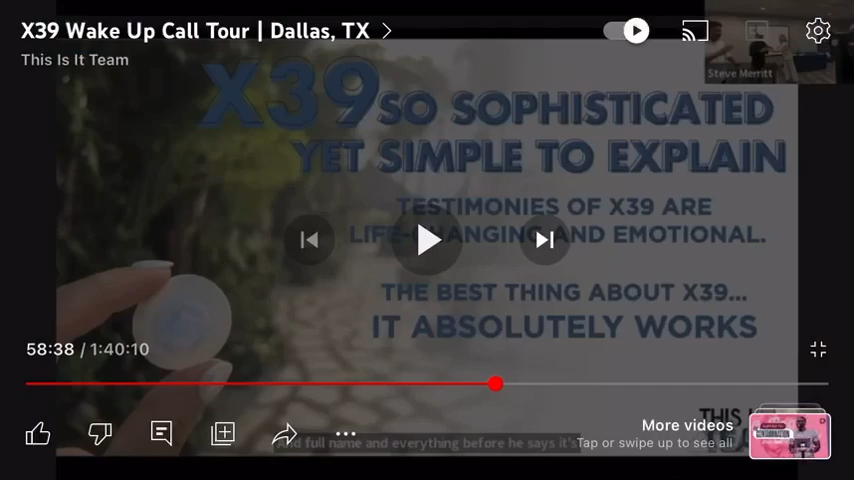 X39 Wake Up Call Tour | Dallas, TX
This Is It Team
Steve Merritt
X39 SO SOPHISTICATED
YET SIMPLE TO EXPLAIN
TESTIMONIES OF X39 ARE
LIFE-CHANGING AND EMOTIONAL.
THE BEST THING ABOUT X39...
IT ABSOLUTELY WORKS
58:38 / 1:40:10
THIS I
More videos
And full name and everything before he says it's
Tap or swipe up to see all